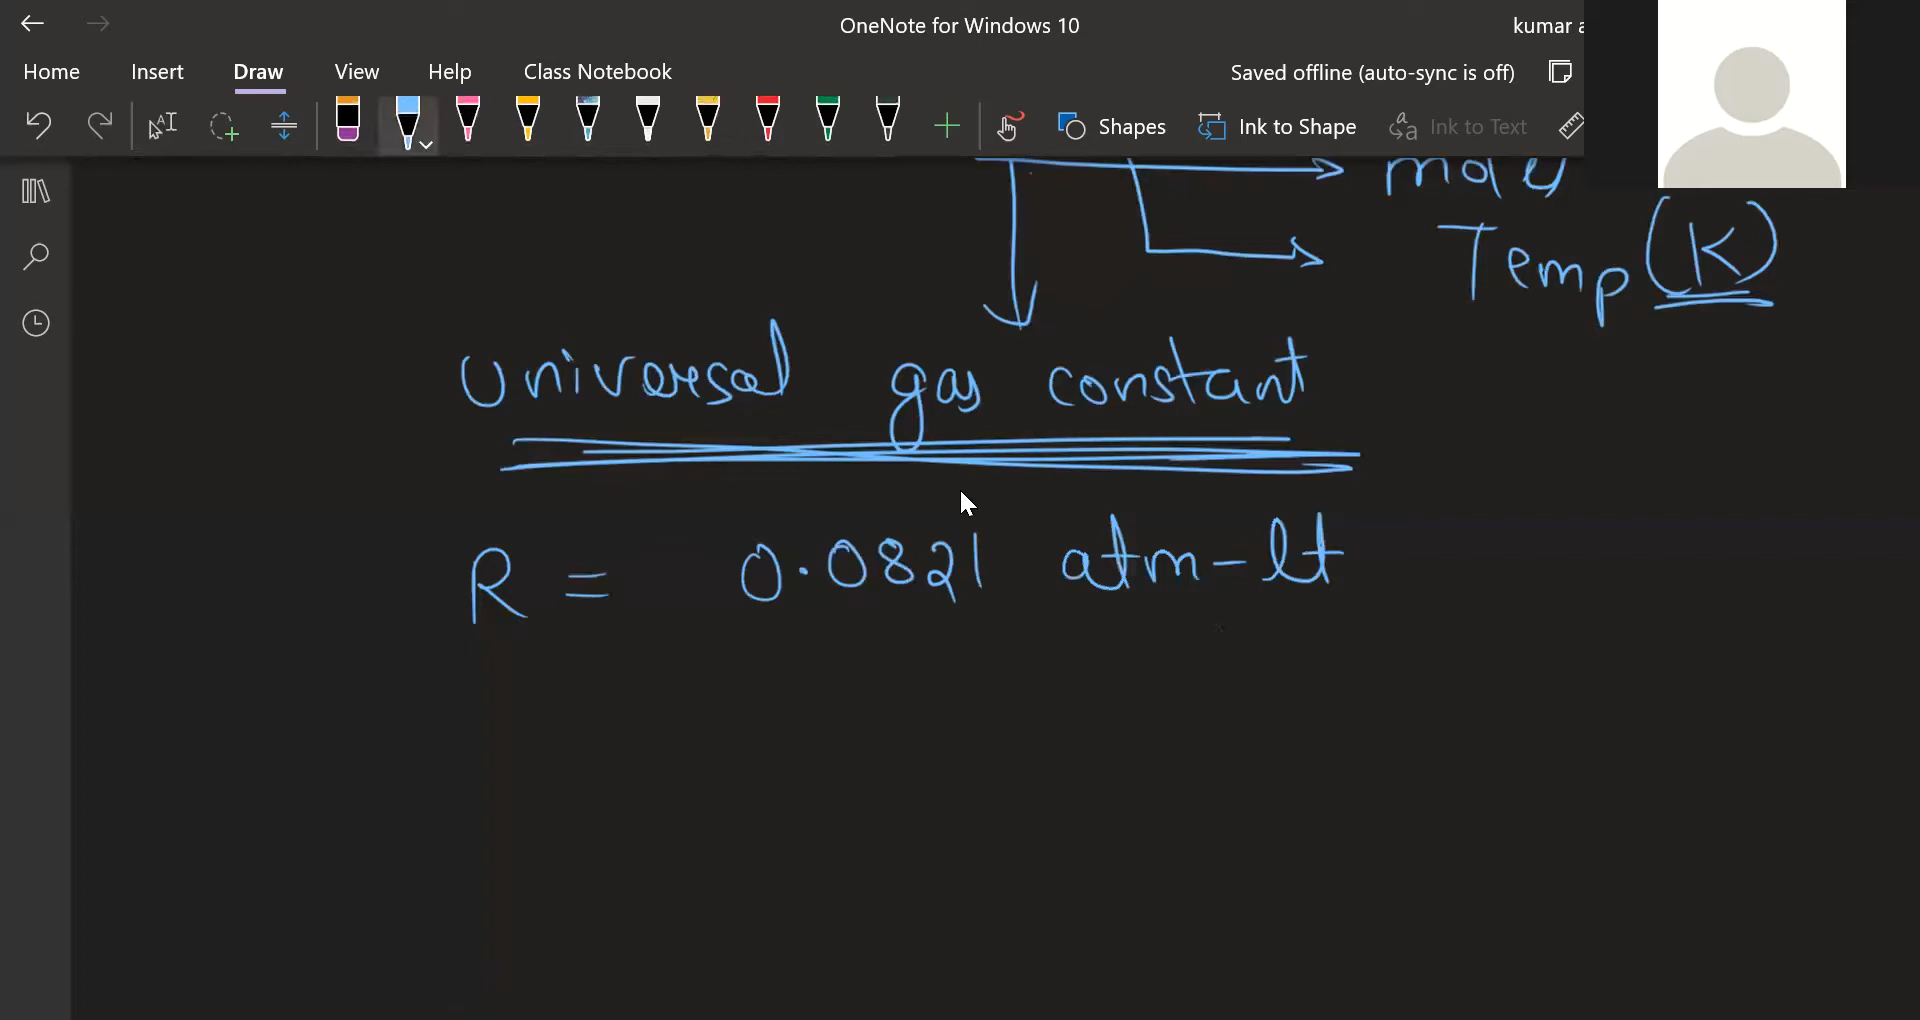 OneNote for Windows 10
kumar a
Home Insert Draw View Help Class Notebook
Saved offline (auto-sync is off)
Shapes Ink to Shape Ink to Text
Temp (K)
Universal gas constant
R = 0.0821 atm-lt